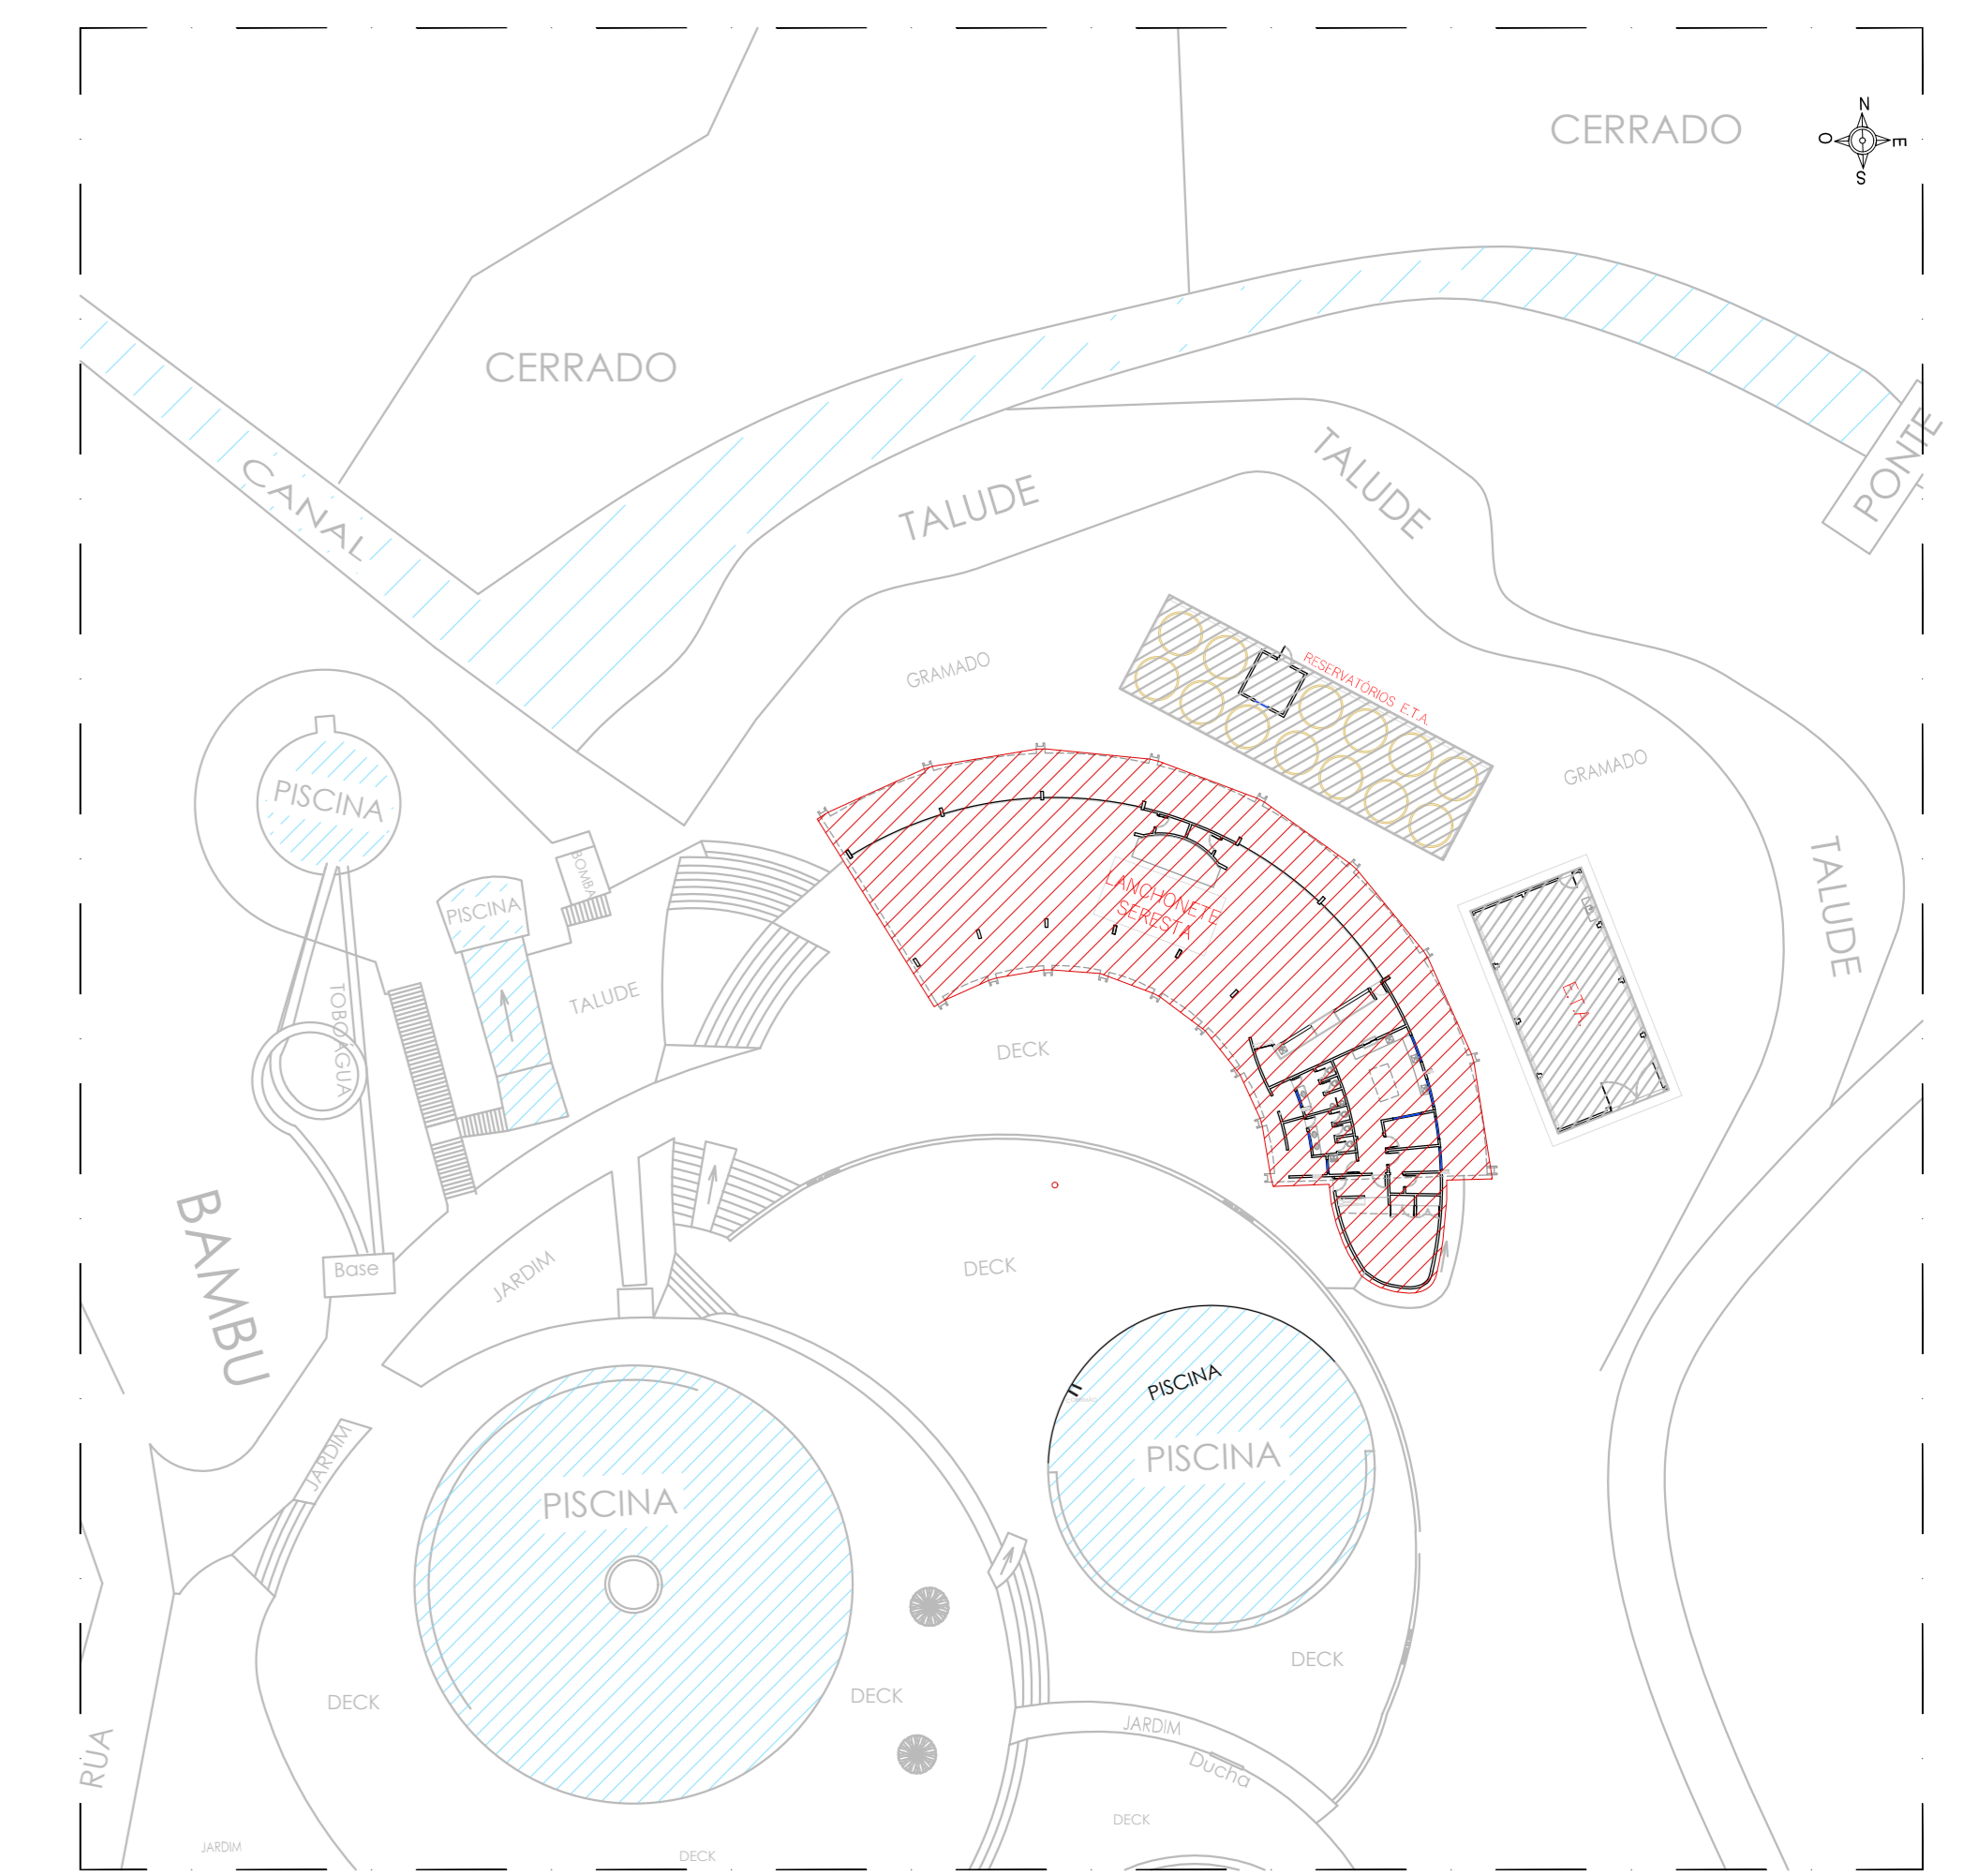 CERRADO
N
O
E
S
CERRADO
PONTE
CANAL
TALUDE
TALUDE
GRAMADO
RESERVATÓRIOS E.T.A.
GRAMADO
PISCINA
BOMBA
PISCINA
LANCHONETE
SERESTA
TALUDE
E.T.A.
TALUDE
TOBOÁGUA
DECK
BAMBU
Base
JARDIM
DECK
PISCINA
PISCINA
JARDIM
PISCINA
DECK
DECK
DECK
JARDIM
RUA
Ducha
DECK
JARDIM
DECK